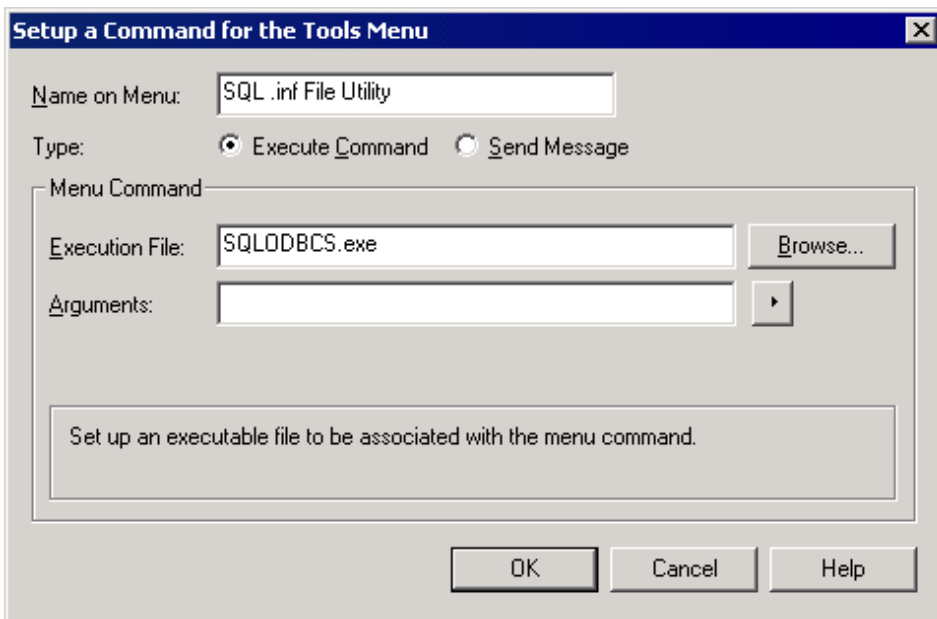 Setup a Command for the Tools Menu
Name on Menu: SQL .inf File Utility
Type: Execute Command Send Message
Menu Command
Execution File: SQLODBCS.exe Browse...
Arguments:
Set up an executable file to be associated with the menu command.
OK Cancel Help